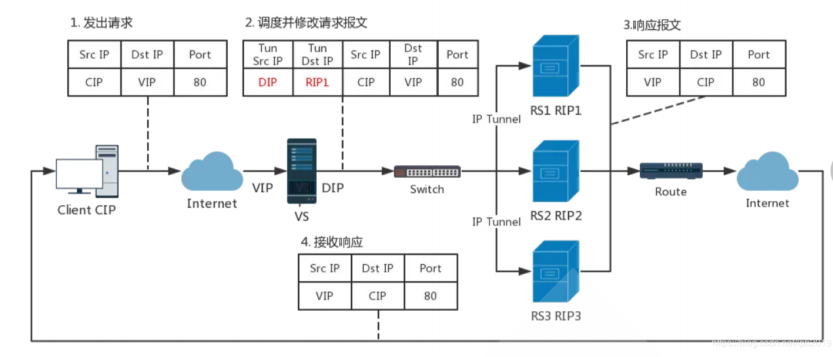 1. 发出请求
Src IP Dst IP Port
CIP VIP 80
2. 调度并修改请求报文
Tun Src IP Tun Dst IP Src IP Dst IP Port
DIP RIP1 CIP VIP 80
3.响应报文
Src IP Dst IP Port
VIP CIP 80
Client CIP
Internet
VIP
VS
DIP
Switch
IP Tunnel
IP Tunnel
RS1 RIP1
RS2 RIP2
RS3 RIP3
Route
Internet
4. 接收响应
Src IP Dst IP Port
VIP CIP 80